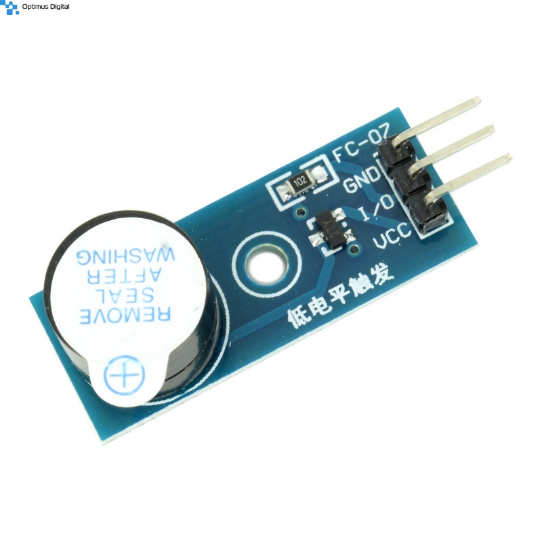 Optimus Digital
FC-07
GND
I/O
VCC
102
低电平触发
REMOVE
SEAL
AFTER
WASHING
+